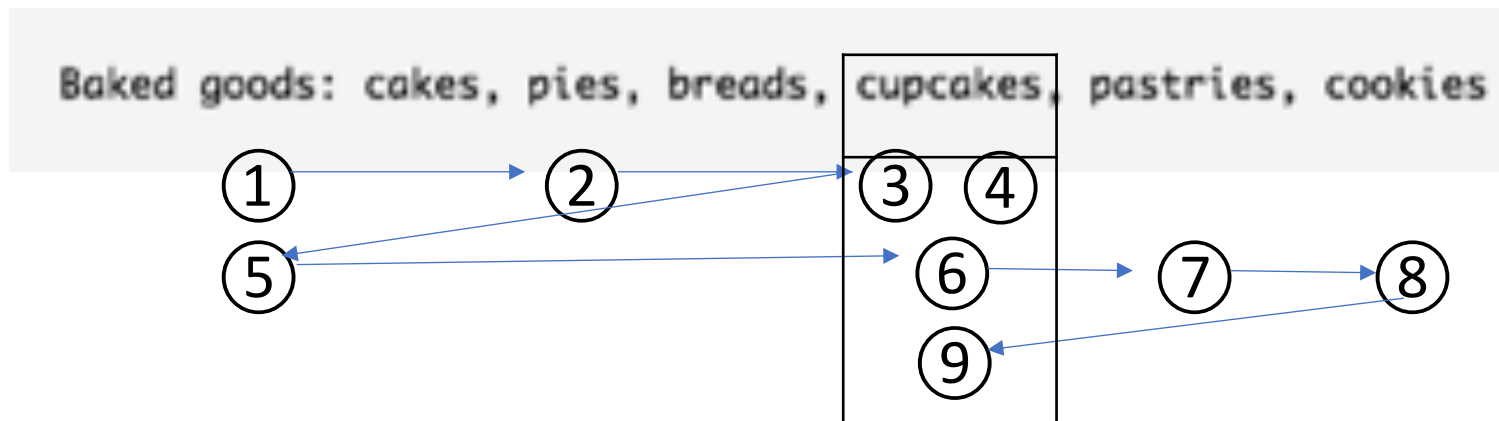 Baked goods: cakes, pies, breads, cupcakes, pastries, cookies
1 2 3 4
5 6 7 8
9